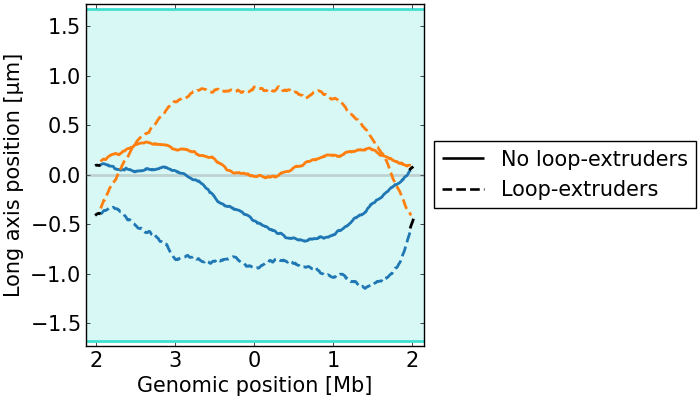 1.5
1.0
0.5
0.0
−0.5
−1.0
−1.5
Long axis position [μm]
2 3 0 1 2
Genomic position [Mb]
No loop-extruders
Loop-extruders